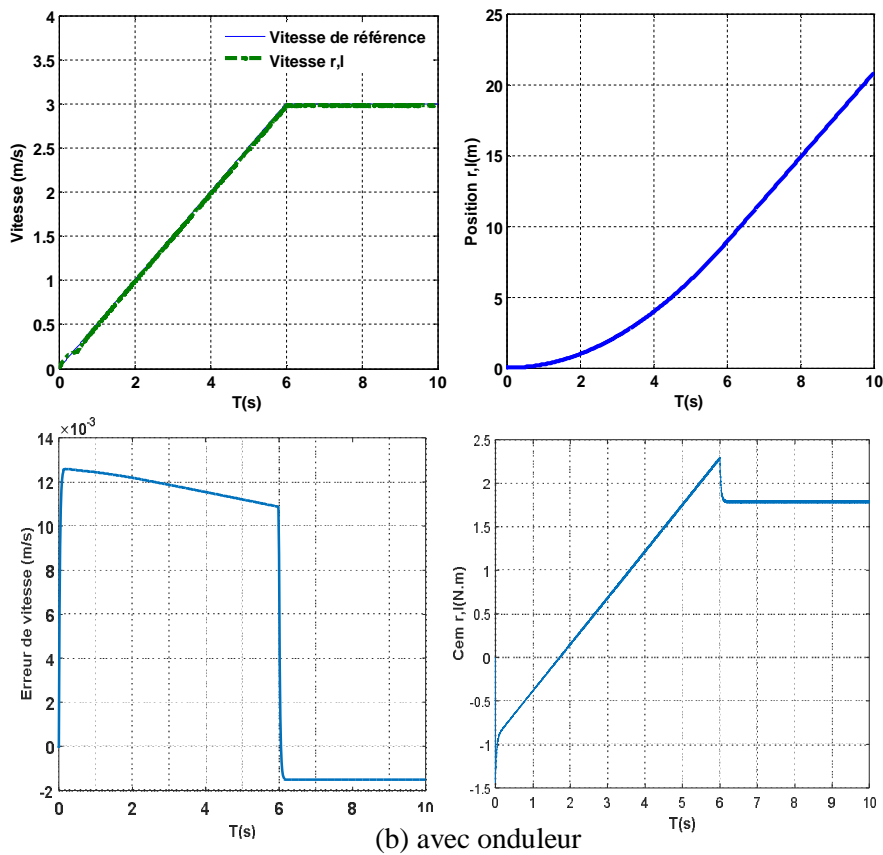 4
3.5
3
2.5
2
1.5
1
0.5
0
0 2 4 6 8 10
Vitesse (m/s)
T(s)
Vitesse de référence
Vitesse r,l
25
20
15
10
5
0
0 2 4 6 8 10
Position r,l(m)
T(s)
×10⁻³
14
12
10
8
6
4
2
0
-2
0 2 4 6 8 10
Erreur de vitesse (m/s)
T(s)
2.5
2
1.5
1
0.5
0
-0.5
-1
-1.5
0 1 2 3 4 5 6 7 8 9 10
Cem r,l(N.m)
T(s)
(b) avec onduleur